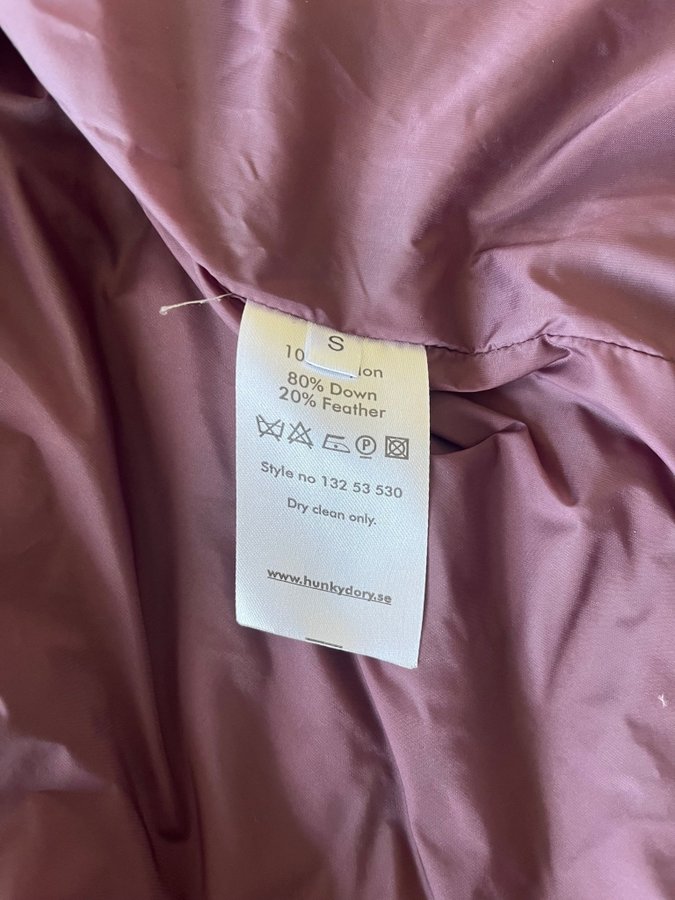 S
80% Down
20% Feather
P
Style no 132 53 530
Dry clean only.
www.hunkydory.se